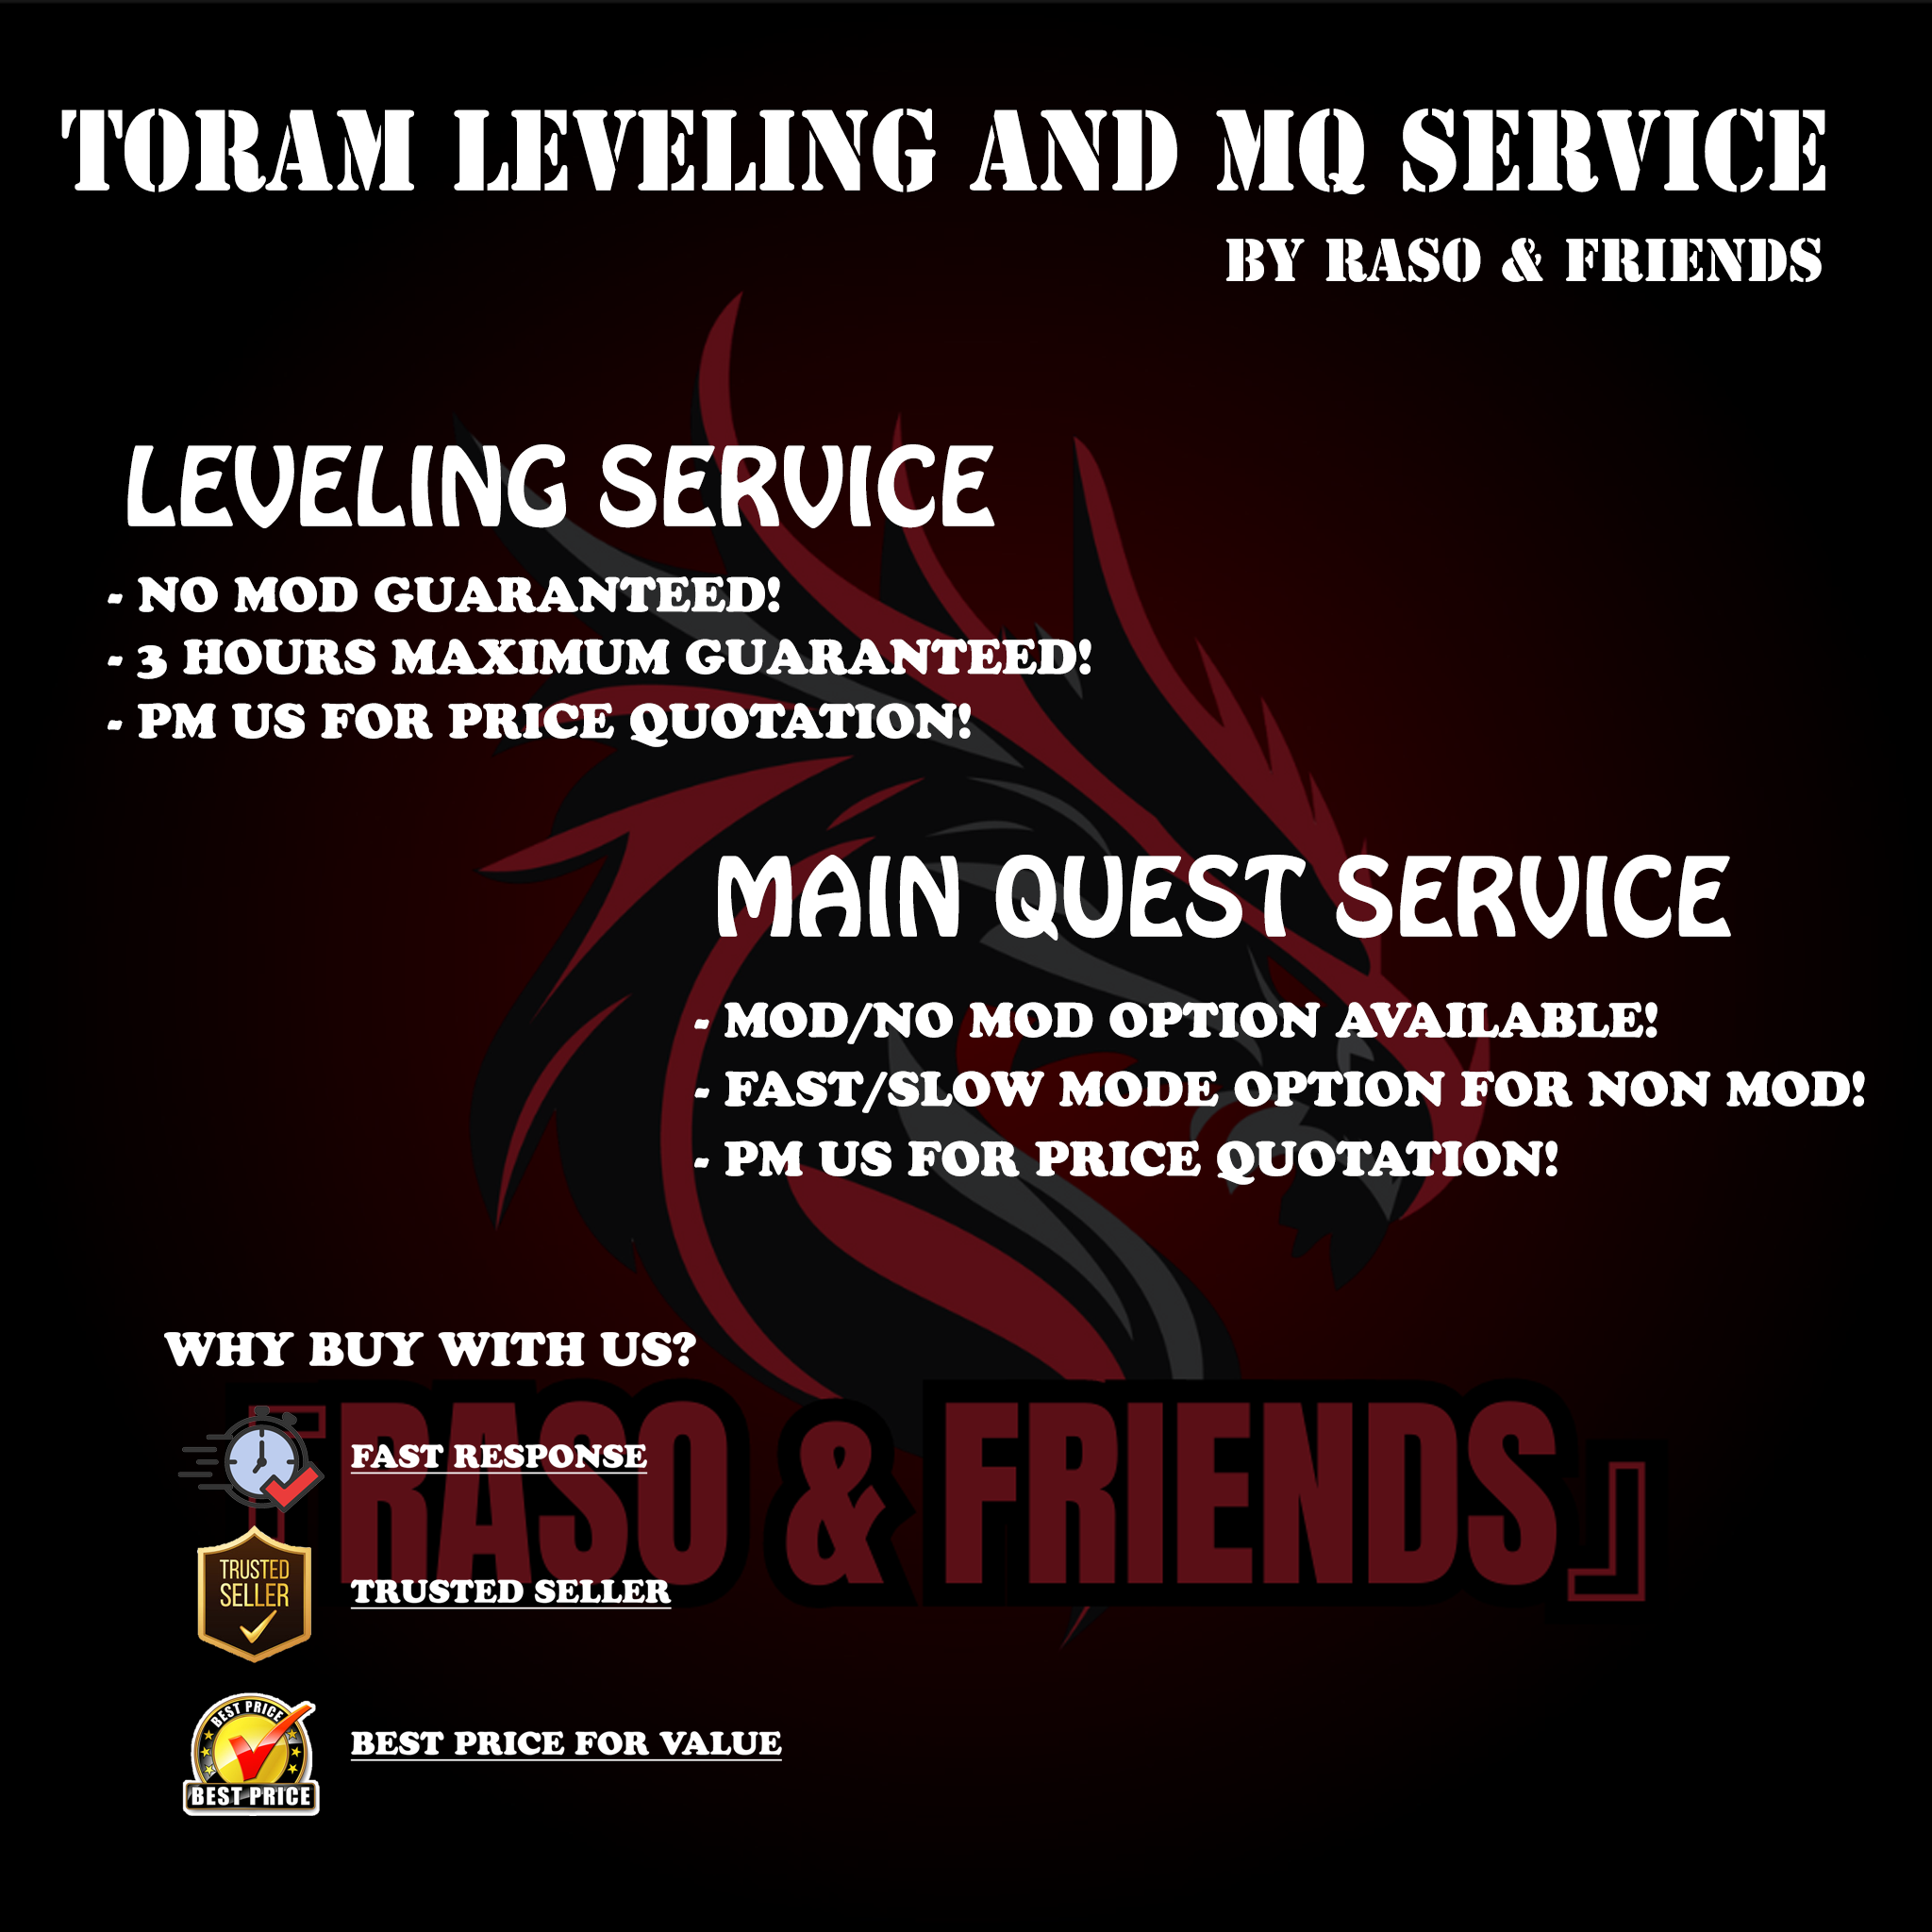 TORAM LEVELING AND MQ SERVICE
BY RASO & FRIENDS
LEVELING SERVICE
- NO MOD GUARANTEED!
- 3 HOURS MAXIMUM GUARANTEED!
- PM US FOR PRICE QUOTATION!
MAIN QUEST SERVICE
- MOD/NO MOD OPTION AVAILABLE!
- FAST/SLOW MODE OPTION FOR NON MOD!
- PM US FOR PRICE QUOTATION!
WHY BUY WITH US?
『RASO & FRIENDS』
FAST RESPONSE
TRUSTED
SELLER
TRUSTED SELLER
BEST PRICE
BEST PRICE
BEST PRICE FOR VALUE